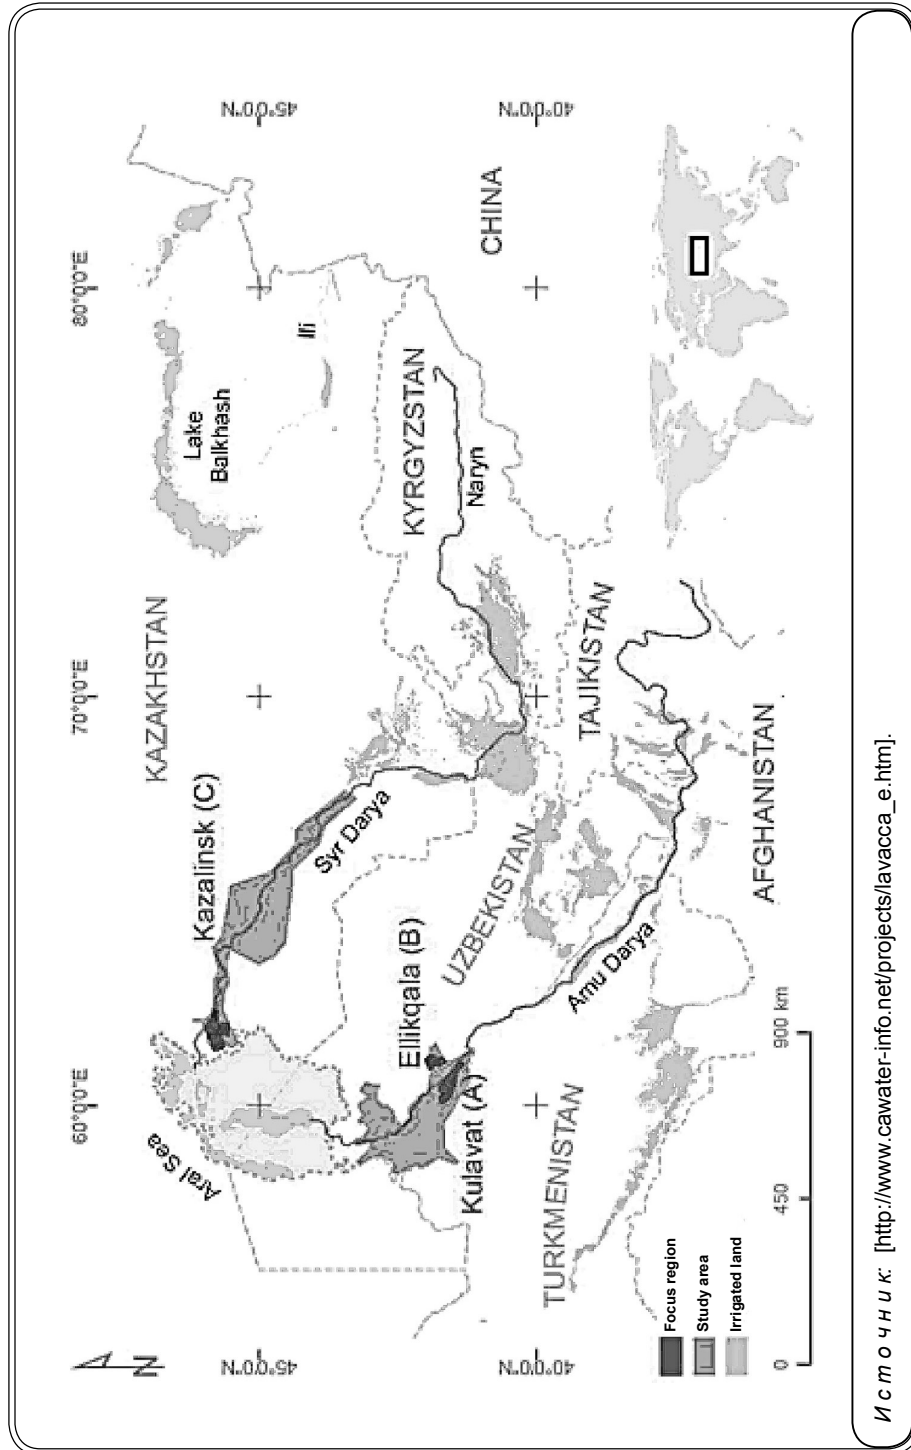 60°0'0"E
70°0'0"E
80°0'0"E
N
45°0'0"N
45°0'0"N
40°0'0"N
40°0'0"N
KAZAKHSTAN
Lake
Balkhash
Aral Sea
Kazalinsk (C)
Syr Darya
KYRGYZSTAN
Naryn
CHINA
Ellikqala (B)
Kulavat (A)
UZBEKISTAN
TAJIKISTAN
TURKMENISTAN
Amu Darya
AFGHANISTAN
Focus region
Study area
Irrigated land
0
450
900 km
Источник: [http://www.cawater-info.net/projects/lavacca_e.htm].